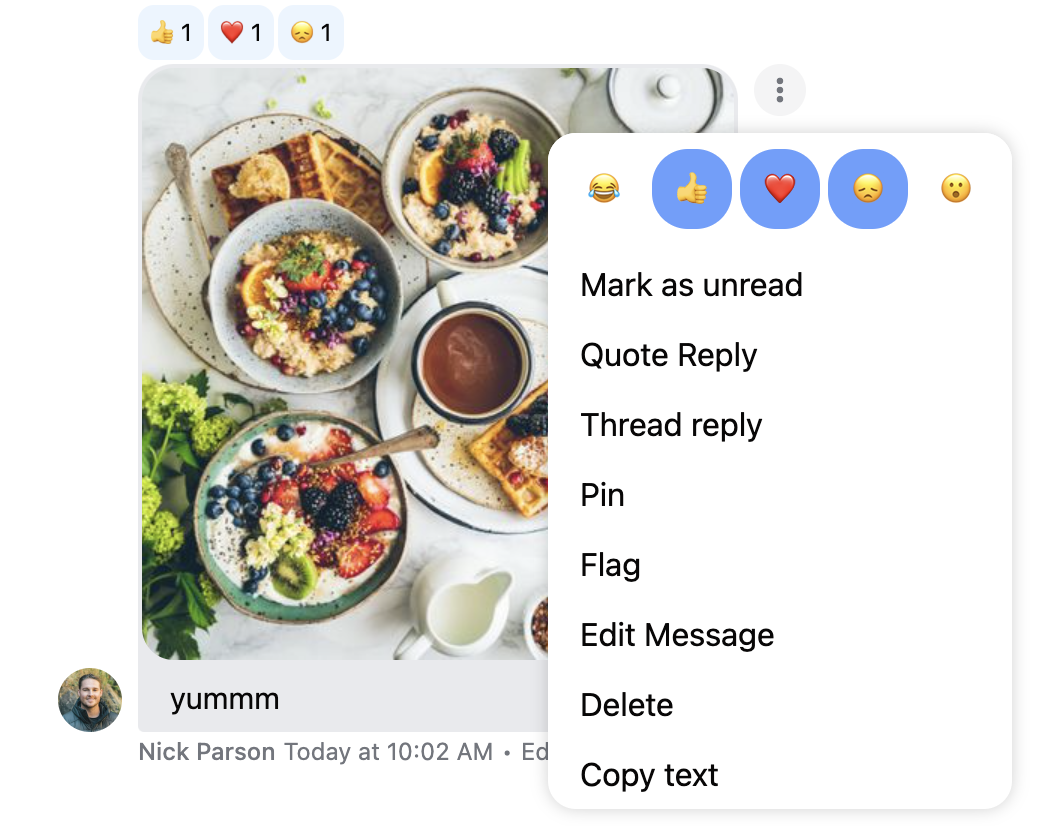 👍 1 ❤️ 1 😞 1
😂 👍 ❤️ 😞 😮
Mark as unread
Quote Reply
Thread reply
Pin
Flag
Edit Message
Delete
Copy text
yummm
Nick Parson Today at 10:02 AM • Ed